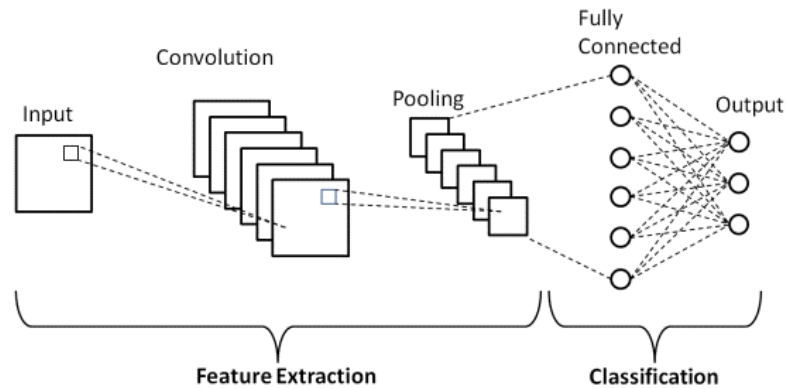 Input
Convolution
Pooling
Fully
Connected
Output
Feature Extraction
Classification